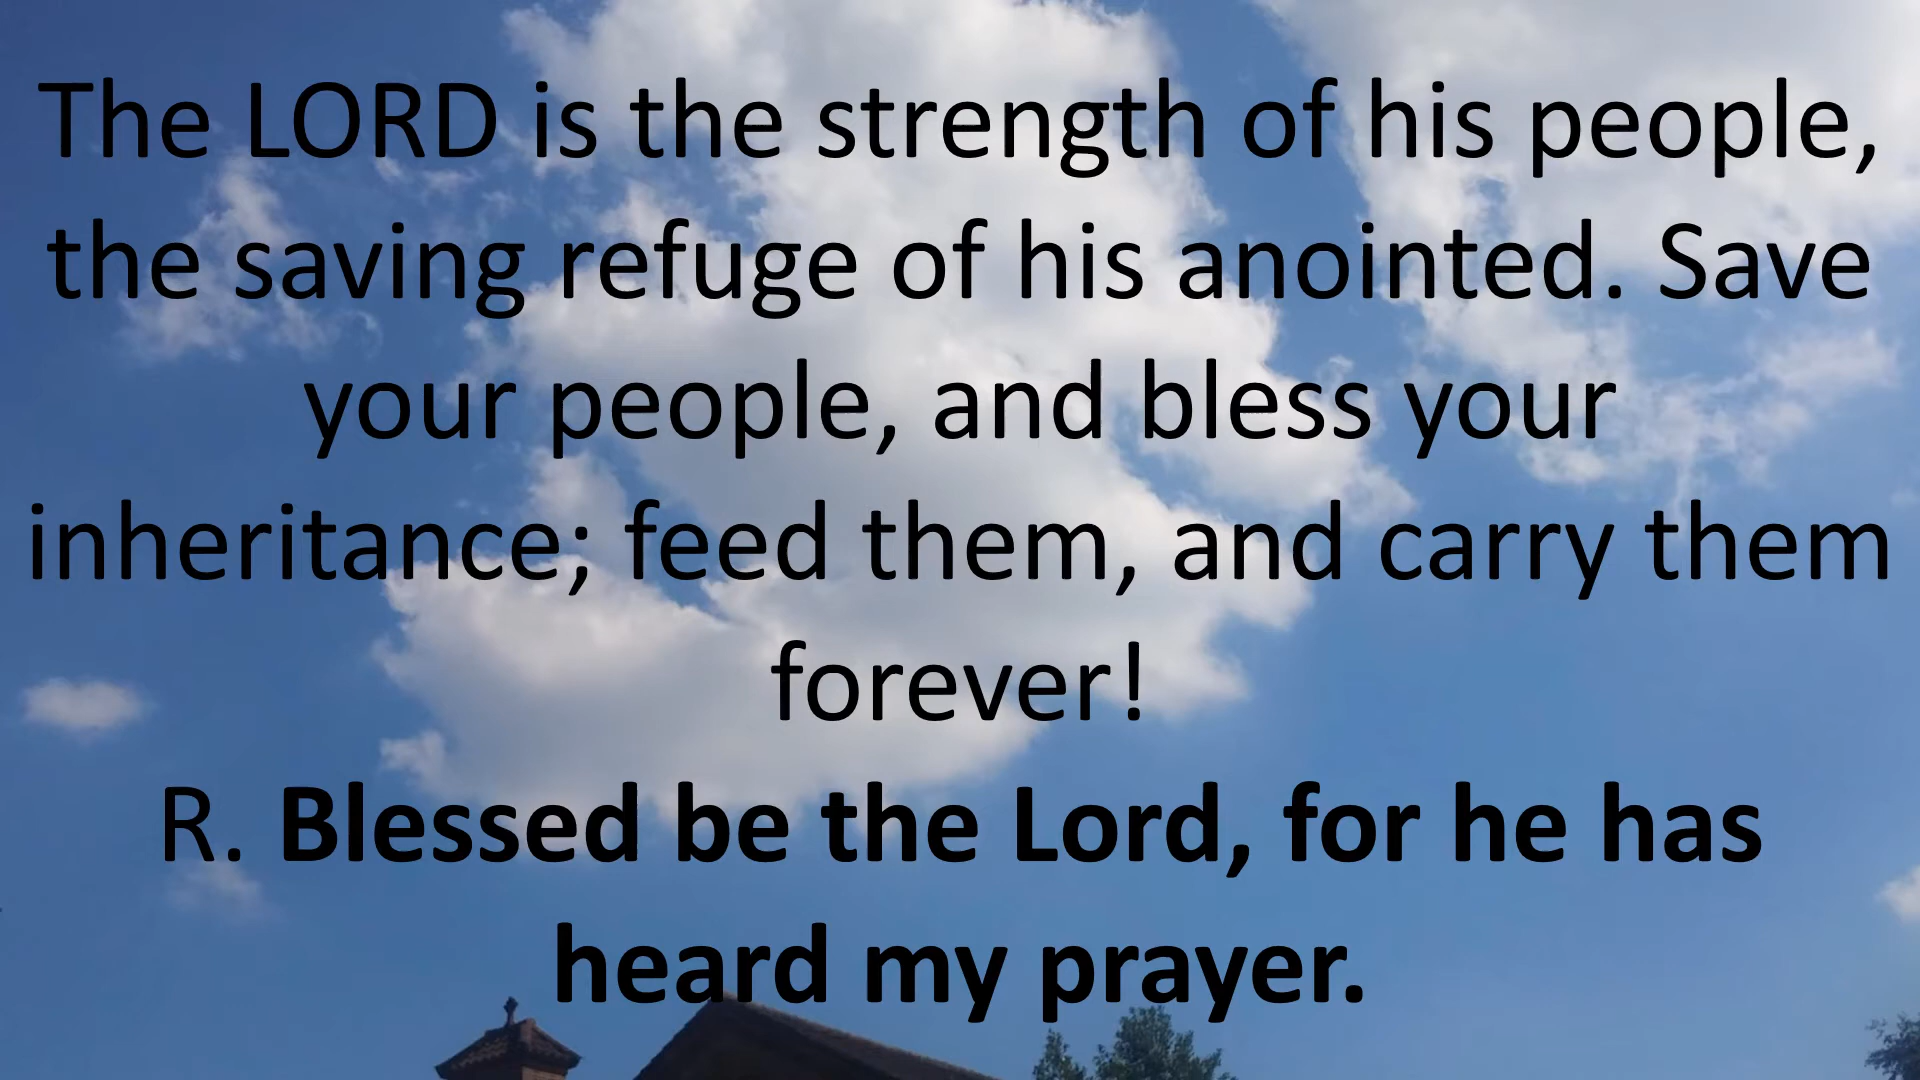 The LORD is the strength of his people,
the saving refuge of his anointed. Save
your people, and bless your
inheritance; feed them, and carry them
forever!
R. Blessed be the Lord, for he has
heard my prayer.